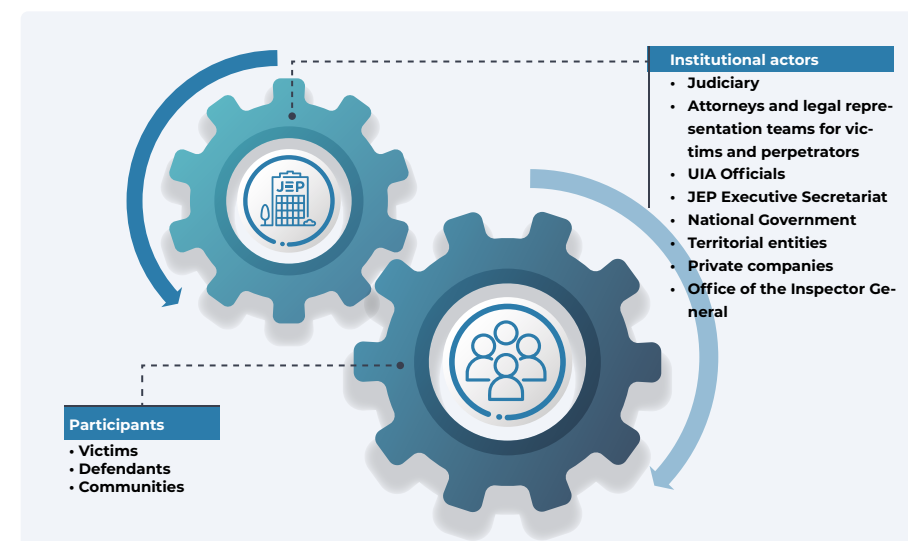 JEP
Institutional actors
• Judiciary
• Attorneys and legal repre-
sentation teams for vic-
tims and perpetrators
• UIA Officials
• JEP Executive Secretariat
• National Government
• Territorial entities
• Private companies
• Office of the Inspector Ge-
neral
Participants
• Victims
• Defendants
• Communities